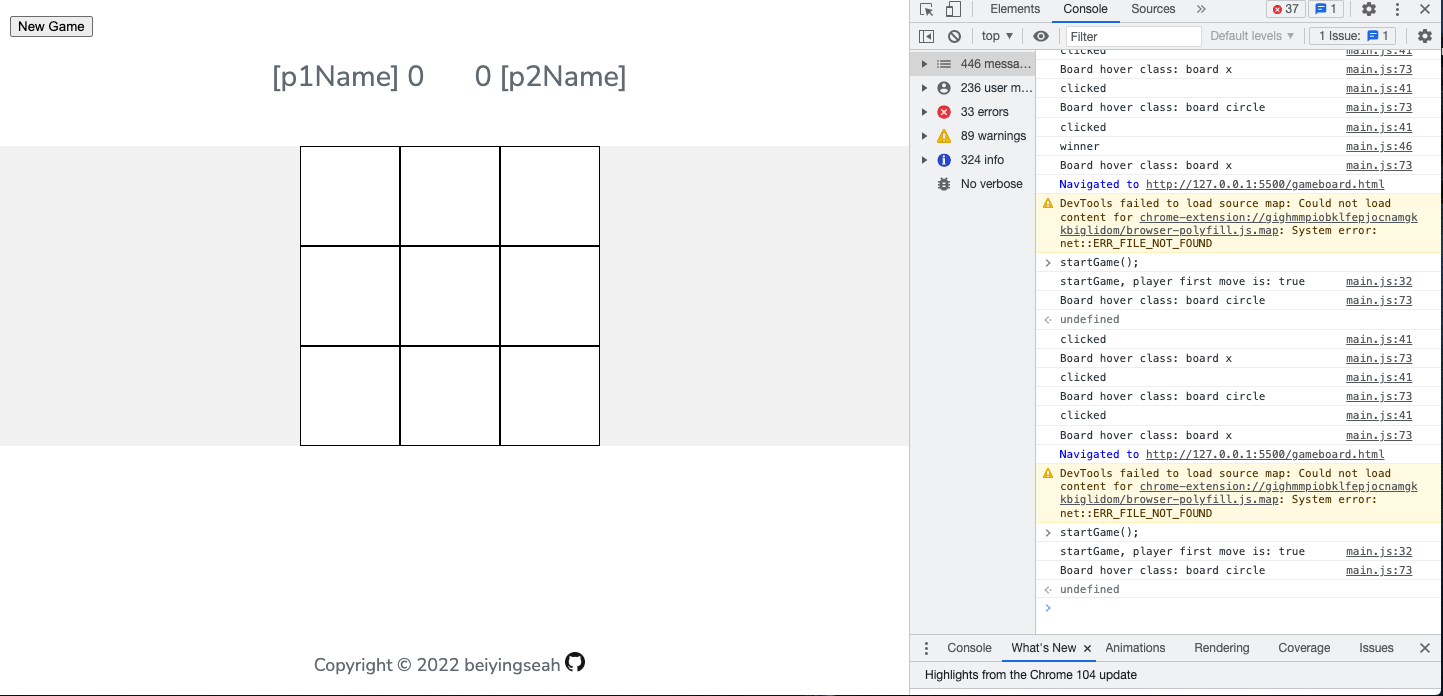 New Game
[p1Name] 0 0 [p2Name]
Copyright © 2022 beiyingseah
Elements Console Sources » 37 1
top ▼ Filter Default levels ▼ 1 Issue: 1
446 messa...
236 user m...
33 errors
89 warnings
324 info
No verbose
clicked main.js:41
Board hover class: board x main.js:73
clicked main.js:41
Board hover class: board circle main.js:73
clicked main.js:41
winner main.js:46
Board hover class: board x main.js:73
Navigated to http://127.0.0.1:5500/gameboard.html
DevTools failed to load source map: Could not load
content for chrome-extension://gighmmpiobklfepjocnamgk
kbiglidom/browser-polyfill.js.map: System error:
net::ERR_FILE_NOT_FOUND
startGame();
startGame, player first move is: true main.js:32
Board hover class: board circle main.js:73
undefined
clicked main.js:41
Board hover class: board x main.js:73
clicked main.js:41
Board hover class: board circle main.js:73
clicked main.js:41
Board hover class: board x main.js:73
Navigated to http://127.0.0.1:5500/gameboard.html
DevTools failed to load source map: Could not load
content for chrome-extension://gighmmpiobklfepjocnamgk
kbiglidom/browser-polyfill.js.map: System error:
net::ERR_FILE_NOT_FOUND
startGame();
startGame, player first move is: true main.js:32
Board hover class: board circle main.js:73
undefined
Console What's New × Animations Rendering Coverage Issues
Highlights from the Chrome 104 update